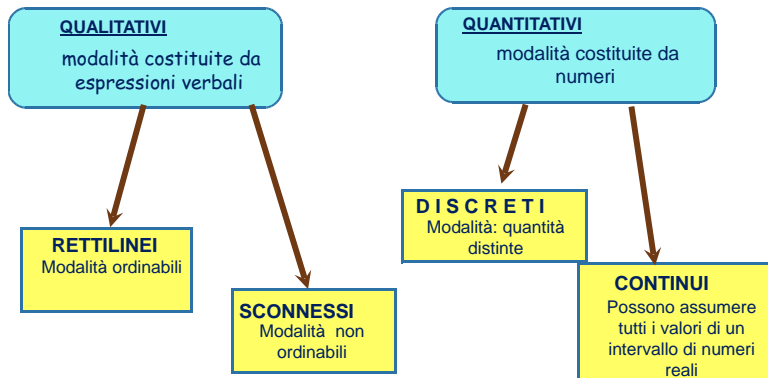 QUALITATIVI
modalità costituite da
espressioni verbali
QUANTITATIVI
modalità costituite da
numeri
RETTILINEI
Modalità ordinabili
SCONNESSI
Modalità non
ordinabili
D I S C R E T I
Modalità: quantità
distinte
CONTINUI
Possono assumere
tutti i valori di un
intervallo di numeri
reali